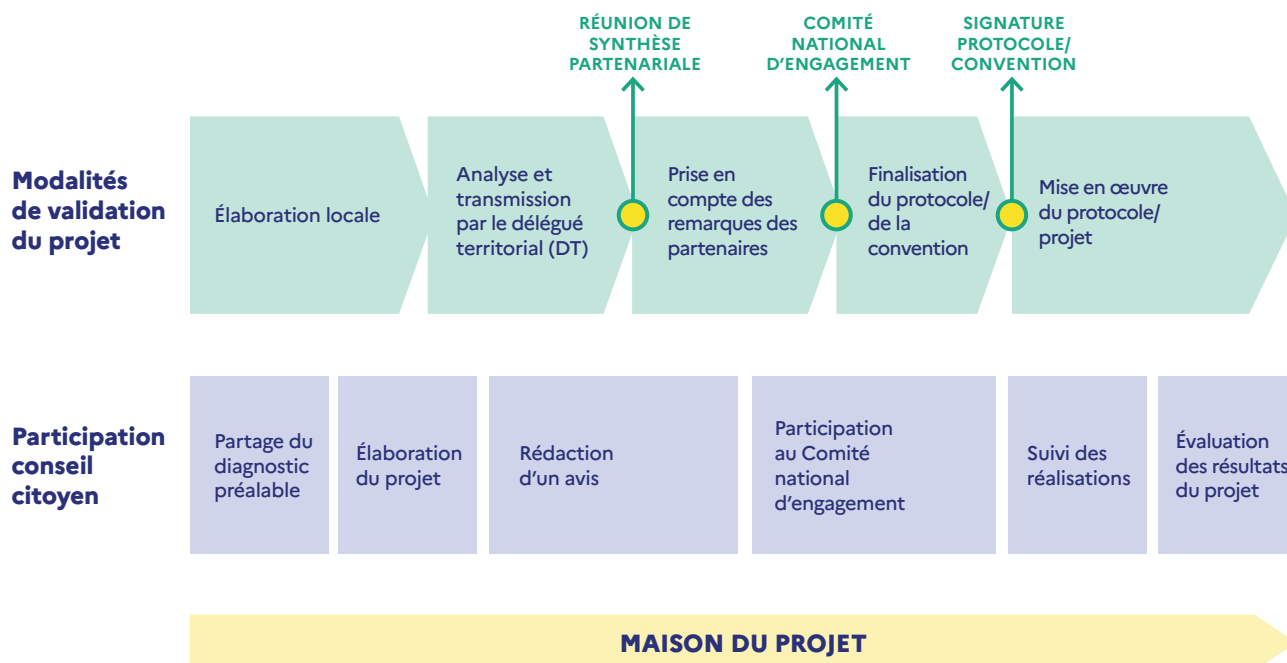 RÉUNION DE
SYNTHÈSE
PARTENARIALE
COMITÉ
NATIONAL
D'ENGAGEMENT
SIGNATURE
PROTOCOLE/
CONVENTION
Modalités
de validation
du projet
Élaboration locale
Analyse et
transmission
par le délégué
territorial (DT)
Prise en
compte des
remarques des
partenaires
Finalisation
du protocole/
de la
convention
Mise en œuvre
du protocole/
projet
Participation
conseil
citoyen
Partage du
diagnostic
préalable
Élaboration
du projet
Rédaction
d'un avis
Participation
au Comité
national
d'engagement
Suivi des
réalisations
Évaluation
des résultats
du projet
MAISON DU PROJET